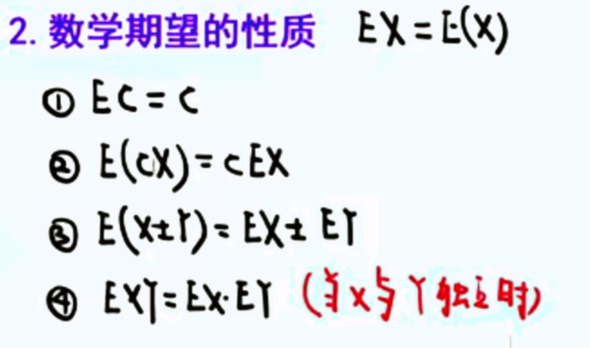 2. 数学期望的性质 EX=E(X)
① EC=C
② E(CX)=CEX
③ E(X±Y)=EX±EY
④ EXY=EX·EY (当X与Y独立时)